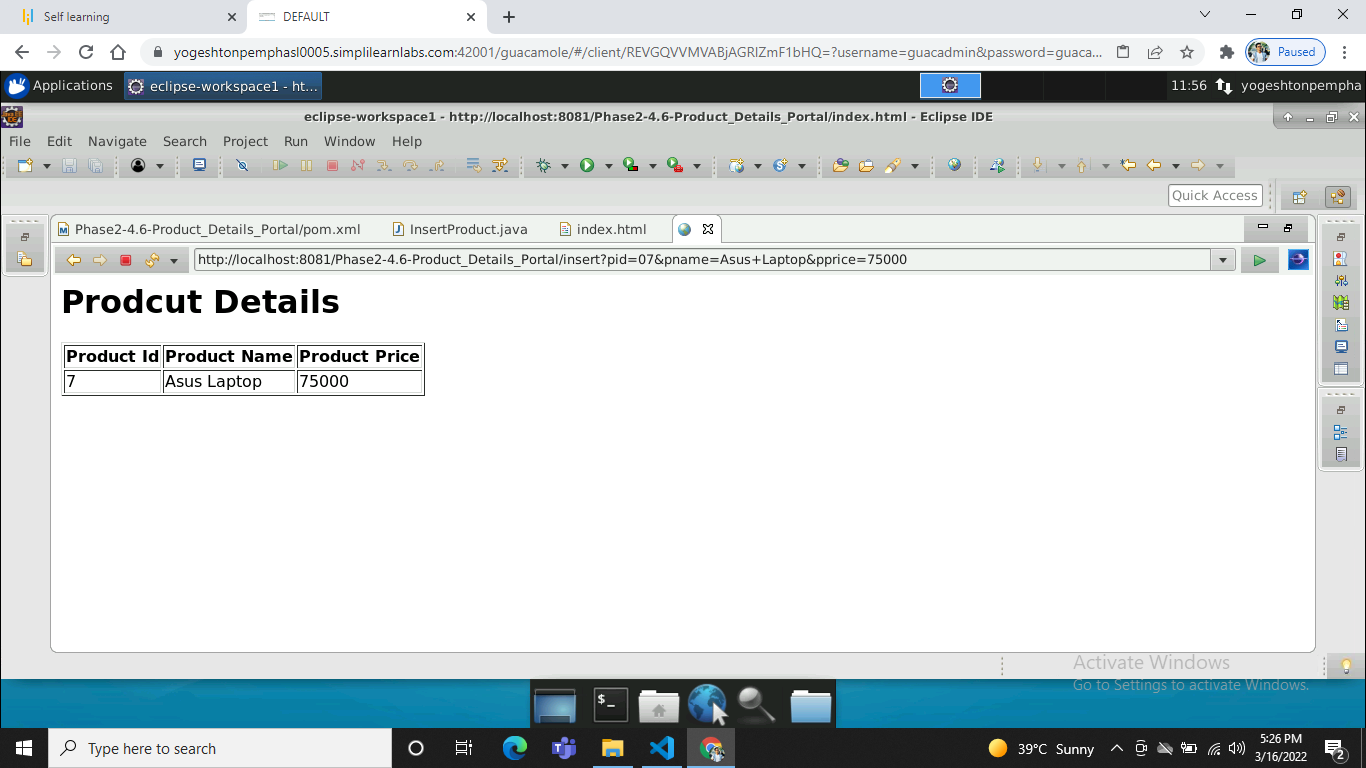 Self learning
DEFAULT
yogeshtonpemphasl0005.simplilearnlabs.com:42001/guacamole/#/client/REVGQVVMVABjAGRIZmF1bHQ=?username=guacadmin&password=guaca...
Paused
Applications
eclipse-workspace1 - ht...
11:56
yogeshtonpempha
eclipse-workspace1 - http://localhost:8081/Phase2-4.6-Product_Details_Portal/index.html - Eclipse IDE
File Edit Navigate Search Project Run Window Help
Quick Access
Phase2-4.6-Product_Details_Portal/pom.xml
InsertProduct.java
index.html
http://localhost:8081/Phase2-4.6-Product_Details_Portal/insert?pid=07&pname=Asus+Laptop&pprice=75000
Prodcut Details
Product Id Product Name Product Price
7 Asus Laptop 75000
Activate Windows
Go to Settings to activate Windows.
Type here to search
39°C Sunny
5:26 PM
3/16/2022
2